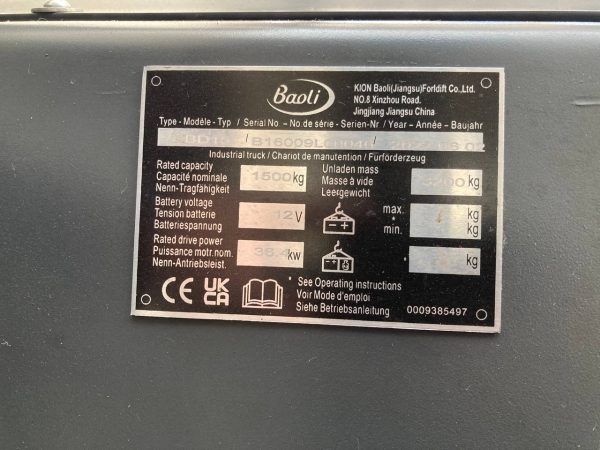 Baoli
KION Baoli(Jiangsu)Forklift Co.,Ltd.
NO.8 Xinzhou Road.
Jingjiang Jiangsu China
Type - Modéle - Typ / Serial No. – No. de série - Serien-Nr / Year – Année – Baujahr
Industrial truck / Chariot de manutention / Furförderzeug
Rated capacity
Capacité nominale 1500 kg
Nenn-Tragfähigkeit
Unladen mass
Masse à vide kg
Leergewicht
Battery voltage
Tension batterie 12 V
Batteriespannung
max. kg
*
min. kg
Rated drive power
Puissance motr.nom. kw
Nenn-Antriebsleist.
* kg
CE UK CA
* See Operating instructions
Voir Mode d'emploi
Siehe Betriebsanleitung 0009385497